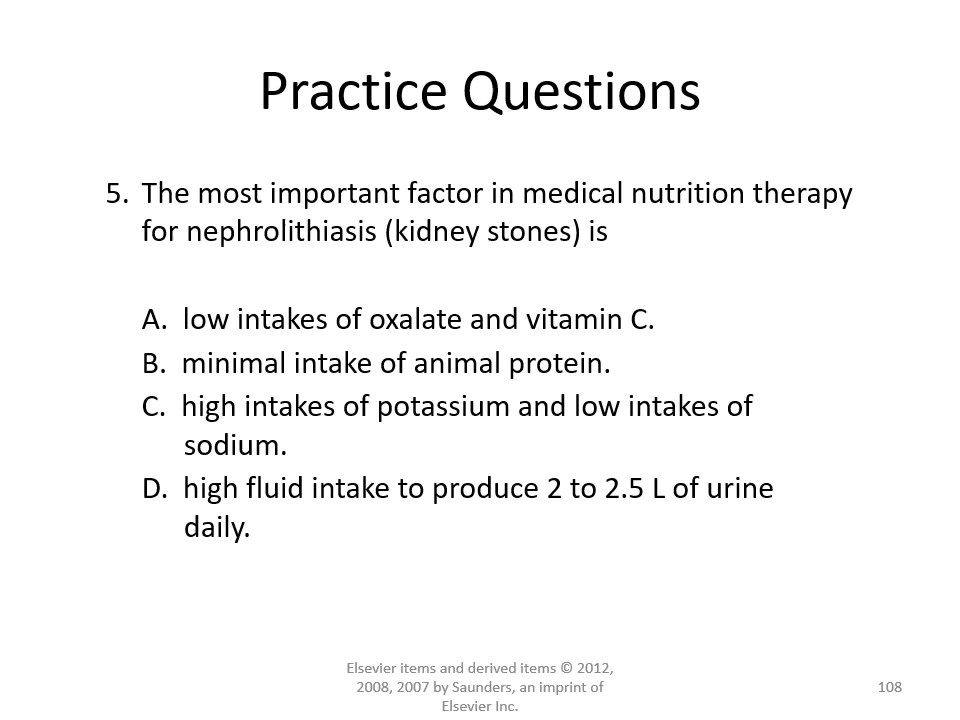 Practice Questions
5. The most important factor in medical nutrition therapy
for nephrolithiasis (kidney stones) is
A. low intakes of oxalate and vitamin C.
B. minimal intake of animal protein.
C. high intakes of potassium and low intakes of
sodium.
D. high fluid intake to produce 2 to 2.5 L of urine
daily.
Elsevier items and derived items © 2012,
2008, 2007 by Saunders, an imprint of
Elsevier Inc.
108